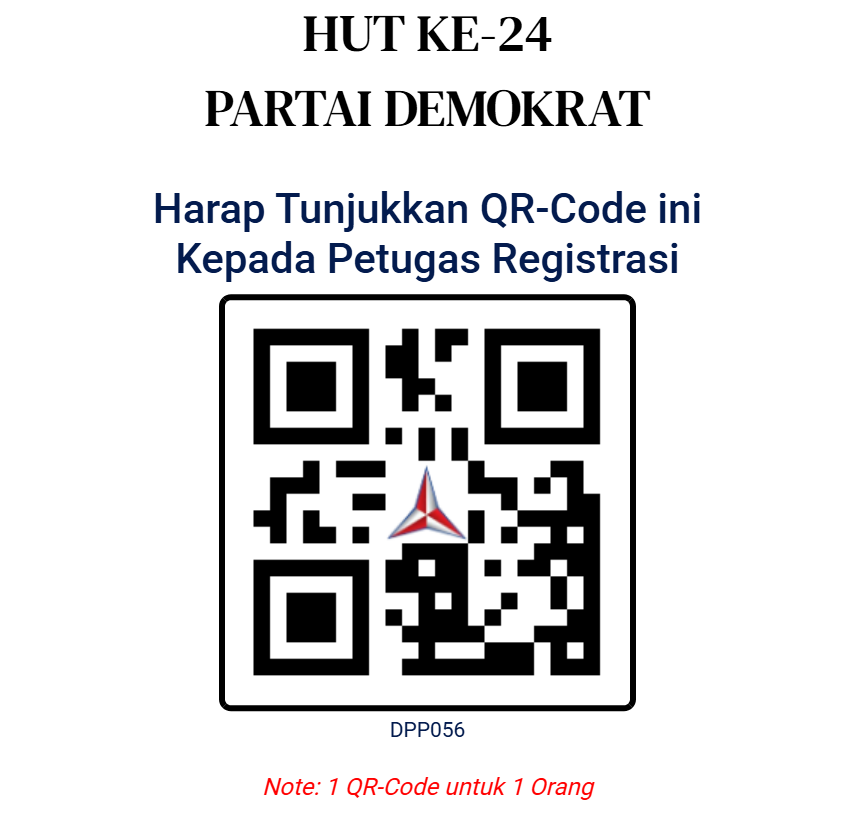 HUT KE-24
PARTAI DEMOKRAT
Harap Tunjukkan QR-Code ini
Kepada Petugas Registrasi
DPP056
Note: 1 QR-Code untuk 1 Orang